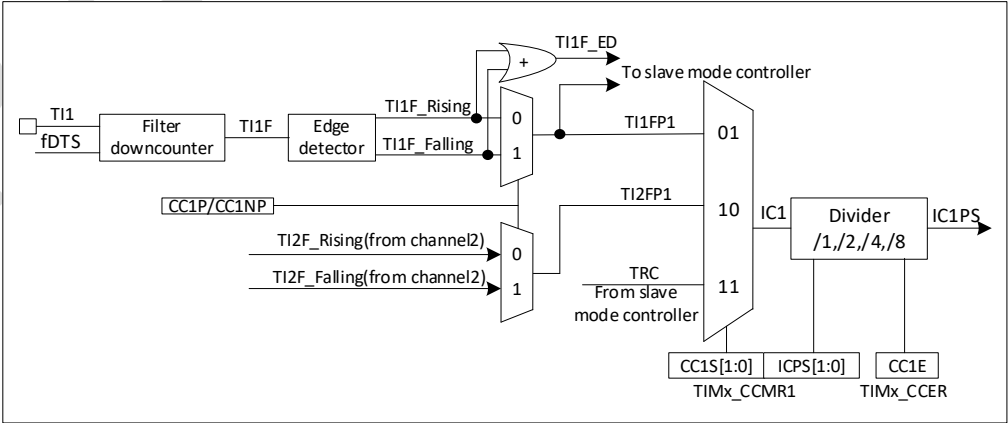 TI1F_ED
+
To slave mode controller
TI1
fDTS
Filter
downcounter
TI1F
Edge
detector
TI1F_Rising
TI1F_Falling
0
1
TI1FP1
01
CC1P/CC1NP
TI2FP1
10
IC1
Divider
/1,/2,/4,/8
IC1PS
TI2F_Rising(from channel2)
TI2F_Falling(from channel2)
0
1
TRC
From slave
mode controller
11
CC1S[1:0]
ICPS[1:0]
CC1E
TIMx_CCMR1
TIMx_CCER